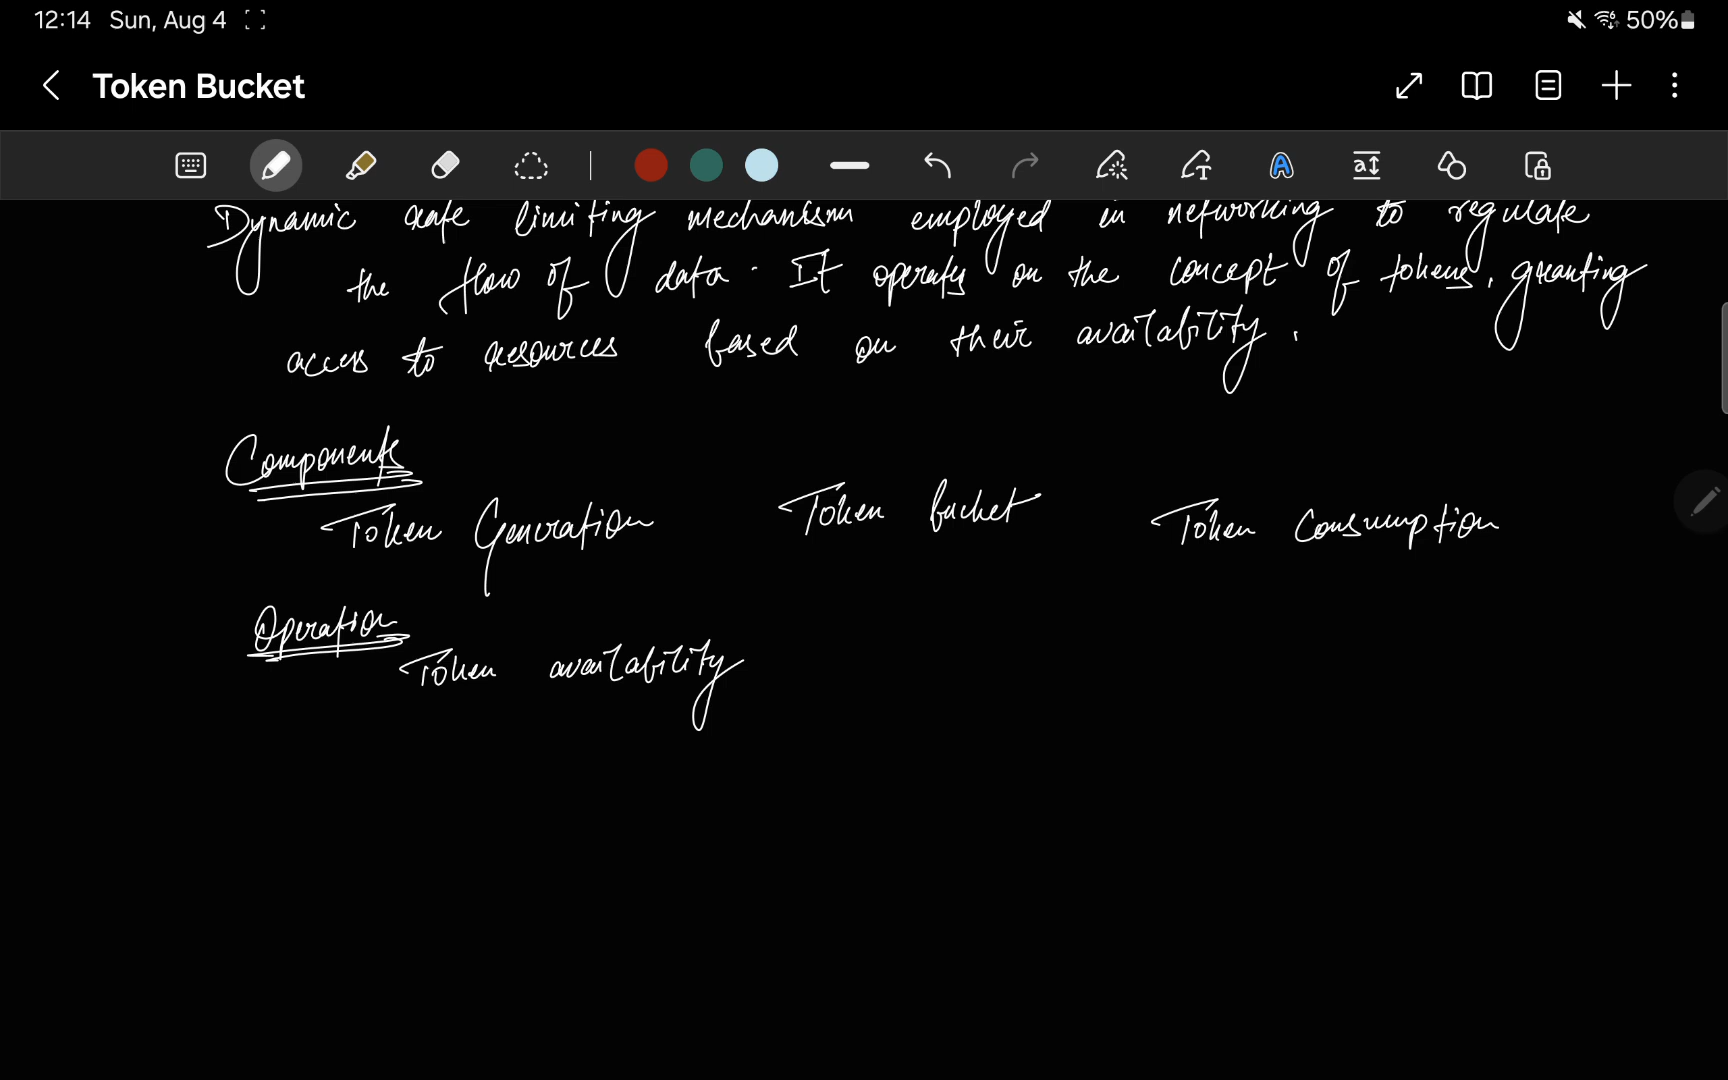 12:14 Sun, Aug 4 50%
Token Bucket
Dynamic rate limiting mechanism employed in networking to regulate
the flow of data. It operates on the concept of tokens, granting
access to resources based on their availability.
Components
Token Generation Token bucket Token Consumption
Operation
Token availability